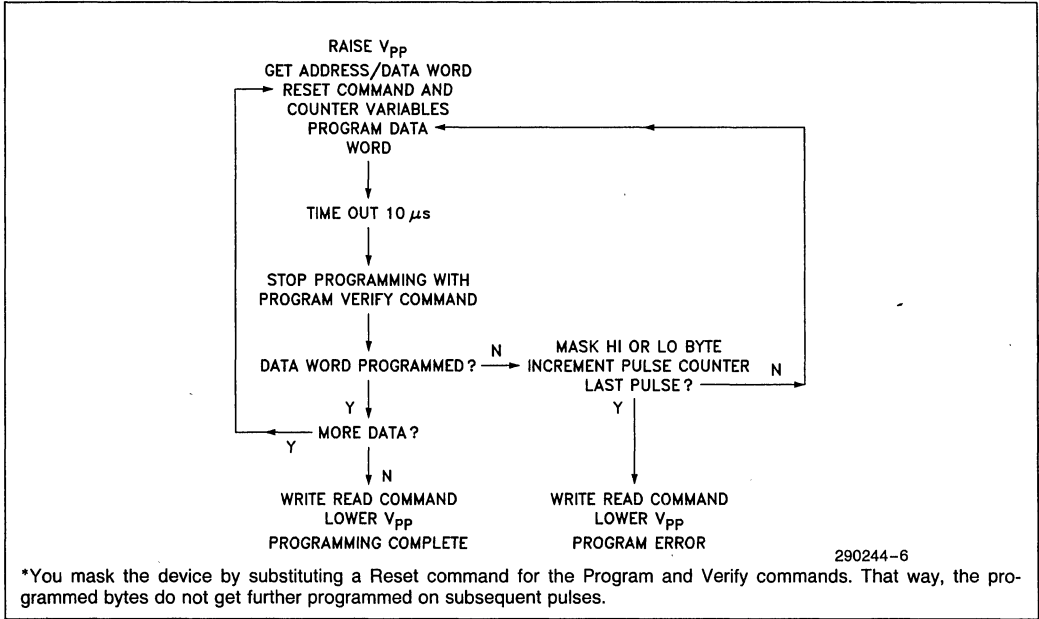 RAISE VPP
GET ADDRESS/DATA WORD
RESET COMMAND AND
COUNTER VARIABLES
PROGRAM DATA
WORD
TIME OUT 10 μs
STOP PROGRAMMING WITH
PROGRAM VERIFY COMMAND
DATA WORD PROGRAMMED?
N
MASK HI OR LO BYTE
INCREMENT PULSE COUNTER
LAST PULSE?
N
Y
Y
MORE DATA?
Y
N
WRITE READ COMMAND
LOWER VPP
PROGRAMMING COMPLETE
WRITE READ COMMAND
LOWER VPP
PROGRAM ERROR
290244-6
*You mask the device by substituting a Reset command for the Program and Verify commands. That way, the pro-
grammed bytes do not get further programmed on subsequent pulses.